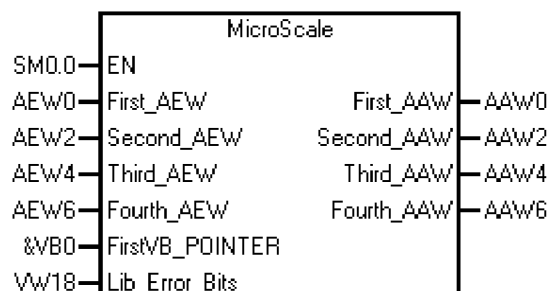 MicroScale
SM0.0 EN
AEW0 First_AEW First_AAW AAW0
AEW2 Second_AEW Second_AAW AAW2
AEW4 Third_AEW Third_AAW AAW4
AEW6 Fourth_AEW Fourth_AAW AAW6
&VB0 FirstVB_POINTER
VW18 Lib_Error_Bits